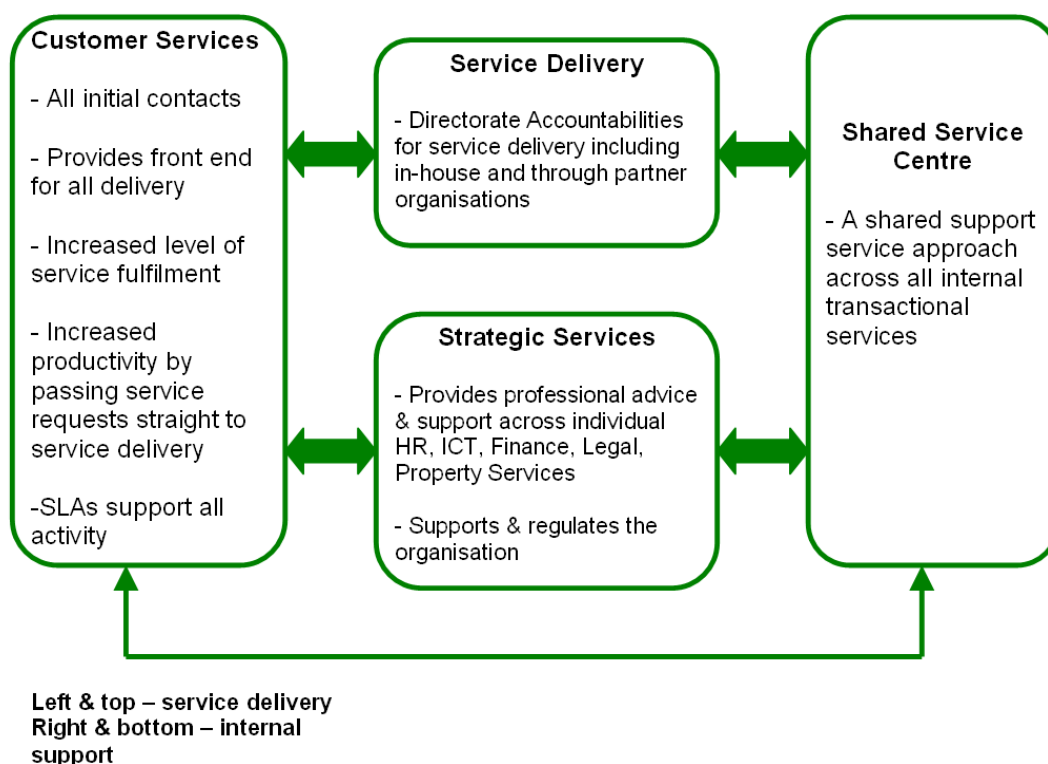 Customer Services
- All initial contacts
- Provides front end
for all delivery
- Increased level of
service fulfilment
- Increased
productivity by
passing service
requests straight to
service delivery
-SLAs support all
activity
Service Delivery
- Directorate Accountabilities
for service delivery including
in-house and through partner
organisations
Strategic Services
- Provides professional advice
& support across individual
HR, ICT, Finance, Legal,
Property Services
- Supports & regulates the
organisation
Shared Service
Centre
- A shared support
service approach
across all internal
transactional
services
Left & top – service delivery
Right & bottom – internal
support